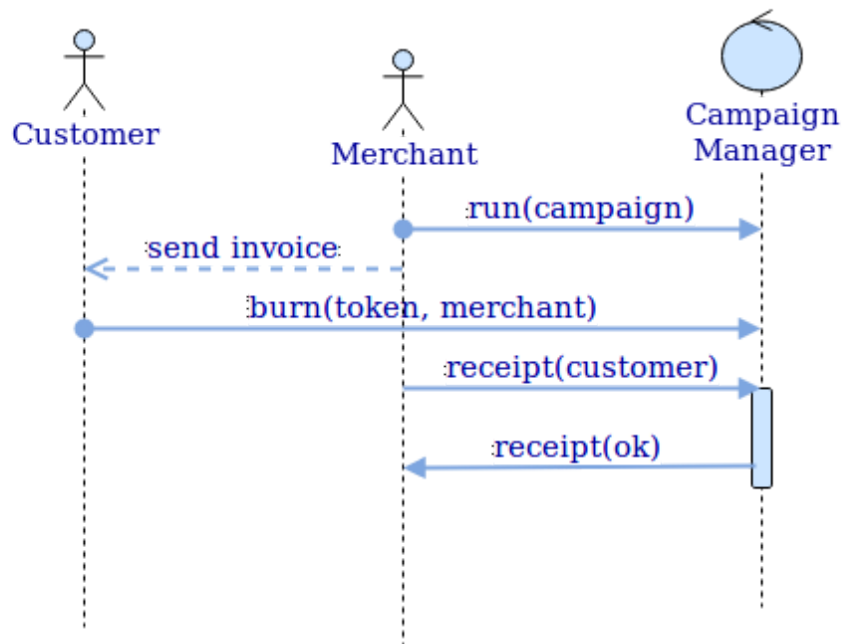 Customer
Merchant
Campaign
Manager
run(campaign)
send invoice
burn(token, merchant)
receipt(customer)
receipt(ok)